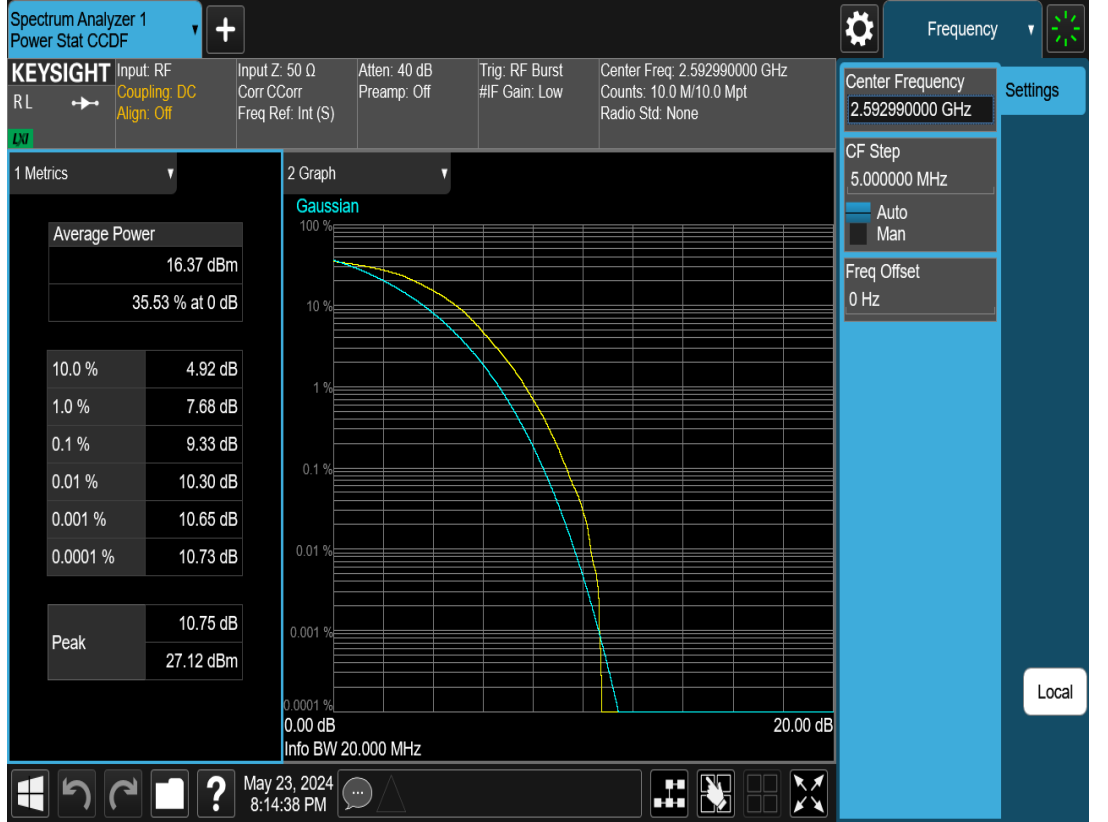 Spectrum Analyzer 1
Power Stat CCDF
Frequency
KEYSIGHT
RL
LXI
Input: RF
Coupling: DC
Align: Off
Input Z: 50 Ω
Corr CCorr
Freq Ref: Int (S)
Atten: 40 dB
Preamp: Off
Trig: RF Burst
#IF Gain: Low
Center Freq: 2.592990000 GHz
Counts: 10.0 M/10.0 Mpt
Radio Std: None
Center Frequency
2.592990000 GHz
Settings
CF Step
5.000000 MHz
Auto
Man
Freq Offset
0 Hz
1 Metrics
Average Power
16.37 dBm
35.53 % at 0 dB
10.0 % 4.92 dB
1.0 % 7.68 dB
0.1 % 9.33 dB
0.01 % 10.30 dB
0.001 % 10.65 dB
0.0001 % 10.73 dB
Peak
10.75 dB
27.12 dBm
2 Graph
Gaussian
100 %
10 %
1 %
0.1 %
0.01 %
0.001 %
0.0001 %
0.00 dB 20.00 dB
Info BW 20.000 MHz
Local
?
May 23, 2024
8:14:38 PM